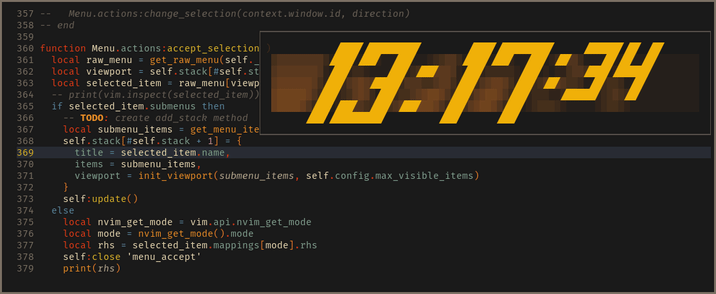 357 --   Menu.actions:change_selection(context.window.id, direction)
358 -- end
359
360 function Menu.actions:accept_selection
361   local raw_menu = get_raw_menu(self.
362   local viewport = self.stack[#self.st
363   local selected_item = raw_menu[viewp
364   -- print(vim.inspect(selected_item))
365   if selected_item.submenus then
366     -- TODO: create add_stack method
367     local submenu_items = get_menu_ite
368     self.stack[#self.stack + 1] = {
369       title = selected_item.name,
370       items = submenu_items,
371       viewport = init_viewport(submenu_items, self.config.max_visible_items)
372     }
373     self:update()
374   else
375     local nvim_get_mode = vim.api.nvim_get_mode
376     local mode = nvim_get_mode().mode
377     local rhs = selected_item.mappings[mode].rhs
378     self:close 'menu_accept'
379     print(rhs)
13:17:34